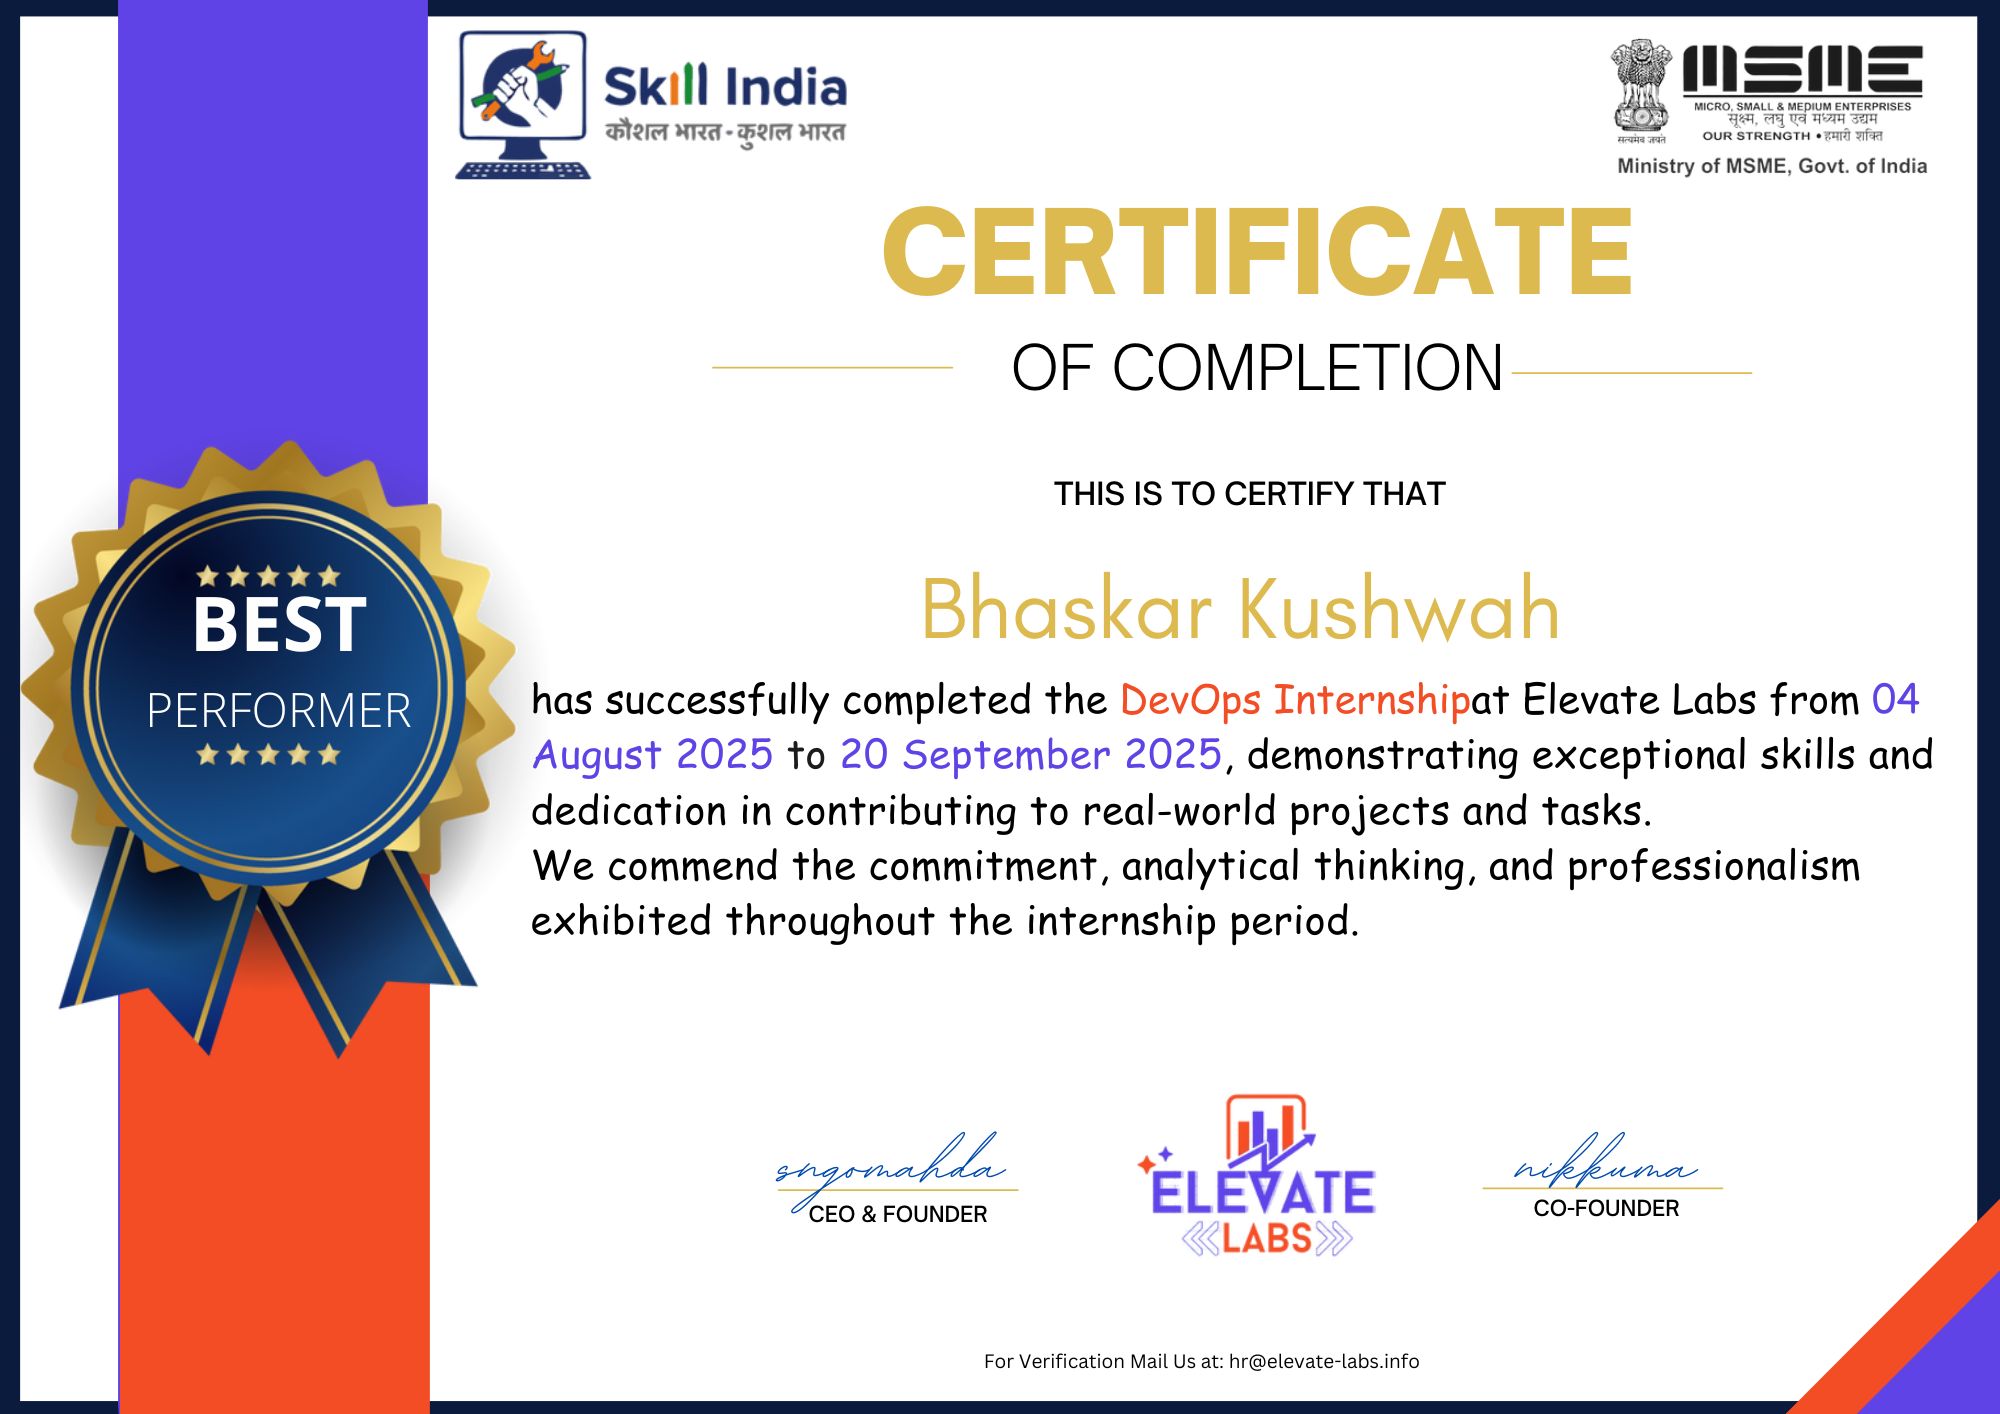 Skill India
कौशल भारत - कुशल भारत
MSME
MICRO, SMALL & MEDIUM ENTERPRISES
सूक्ष्म, लघु एवं मध्यम उद्यम
OUR STRENGTH • हमारी शक्ति
सत्यमेव जयते
Ministry of MSME, Govt. of India
CERTIFICATE
OF COMPLETION
THIS IS TO CERTIFY THAT
Bhaskar Kushwah
BEST
PERFORMER
has successfully completed the DevOps Internshipat Elevate Labs from 04
August 2025 to 20 September 2025, demonstrating exceptional skills and
dedication in contributing to real-world projects and tasks.
We commend the commitment, analytical thinking, and professionalism
exhibited throughout the internship period.
sngomahda
CEO & FOUNDER
ELEVATE
LABS
nikkuma
CO-FOUNDER
For Verification Mail Us at: hr@elevate-labs.info